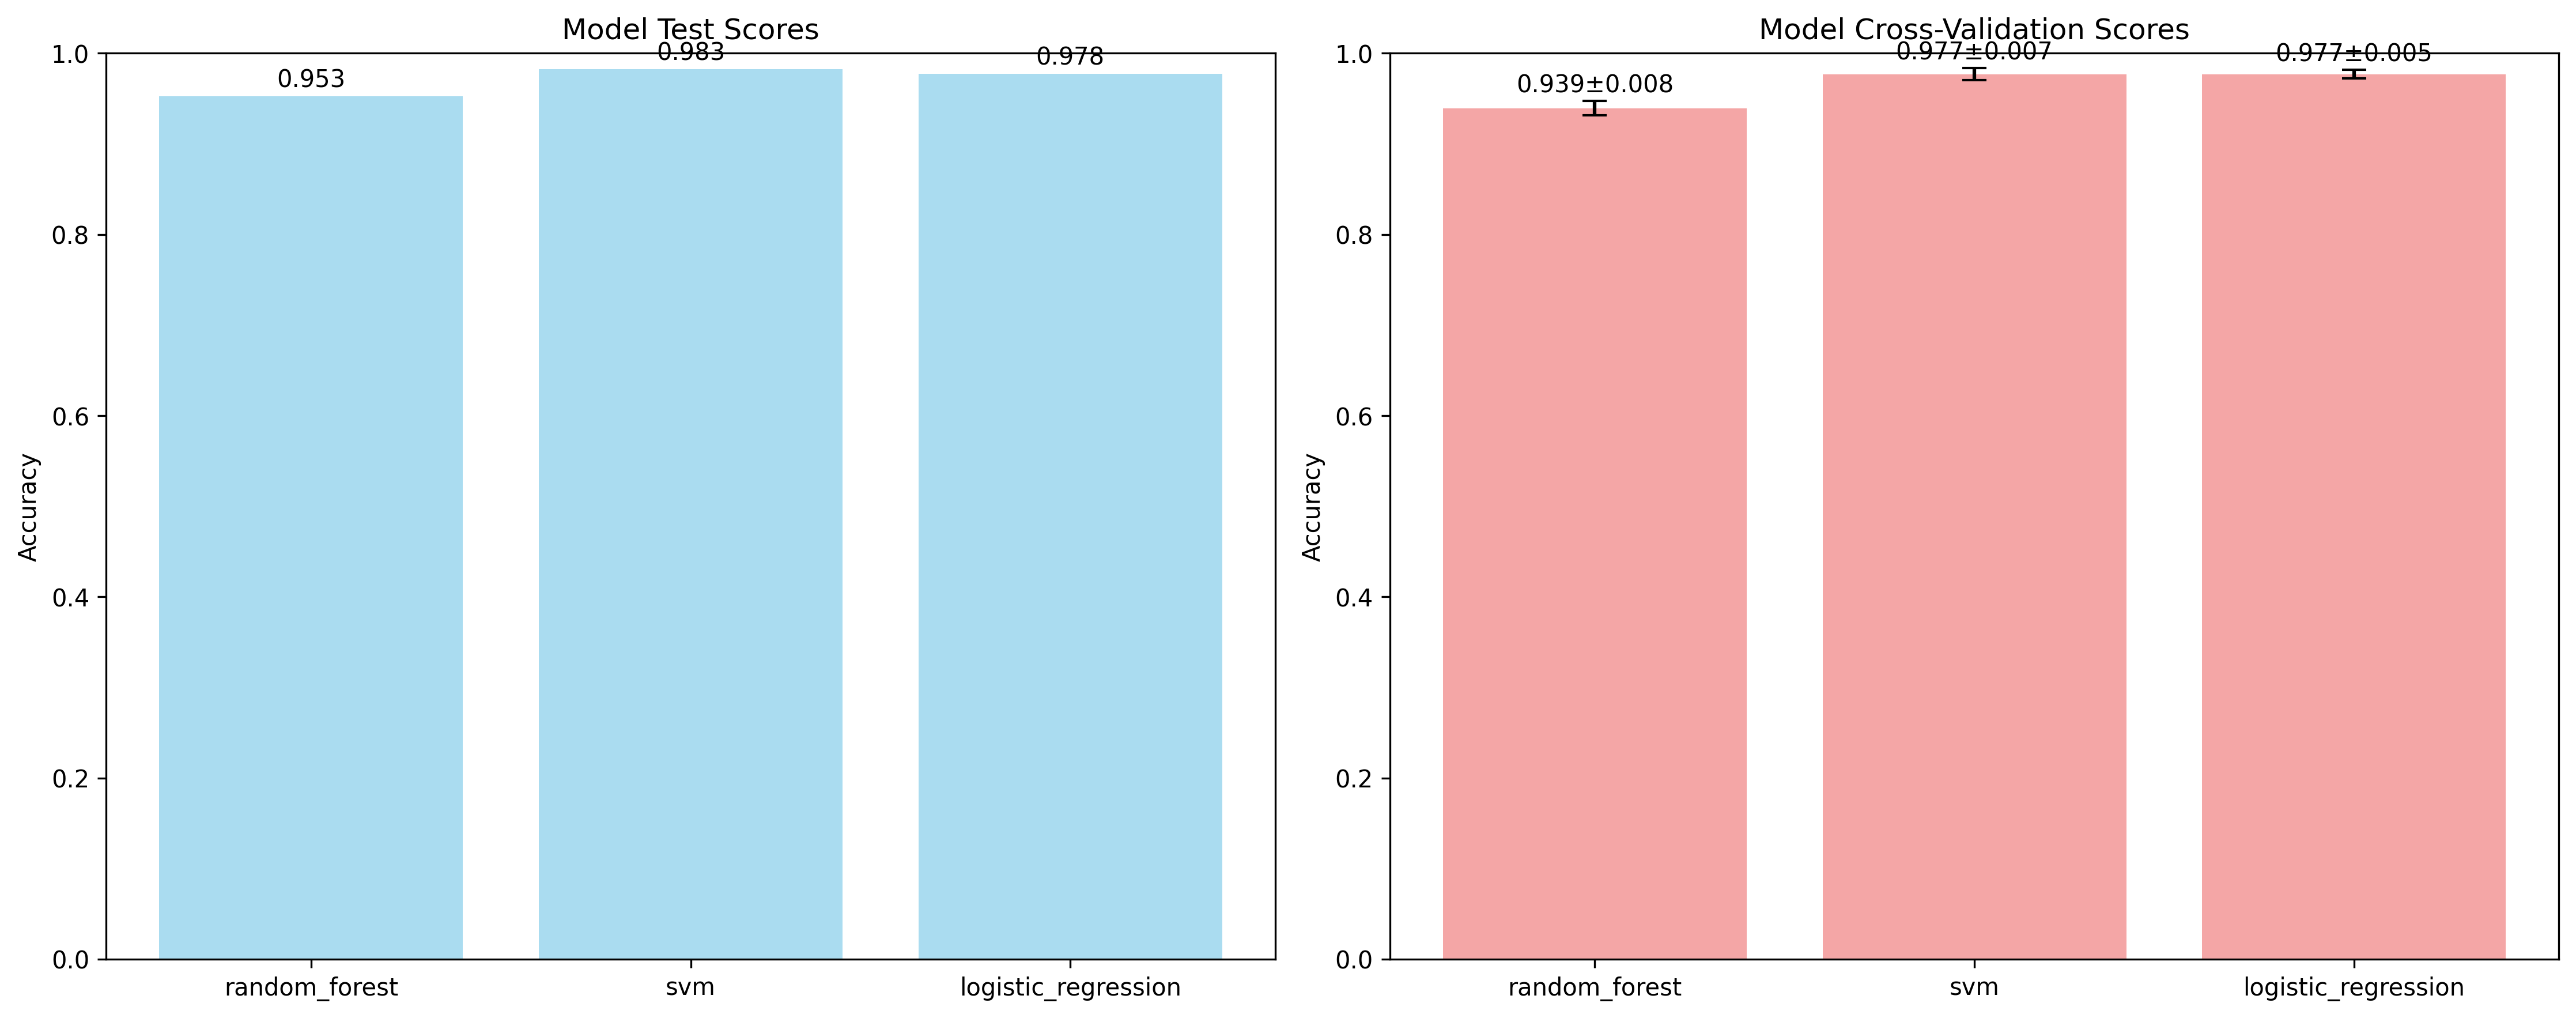 Model Test Scores
1.0
0.8
0.6
0.4
0.2
0.0
Accuracy
0.953
0.983
0.978
random_forest
svm
logistic_regression
Model Cross-Validation Scores
1.0
0.8
0.6
0.4
0.2
0.0
Accuracy
0.939±0.008
0.977±0.007
0.977±0.005
random_forest
svm
logistic_regression